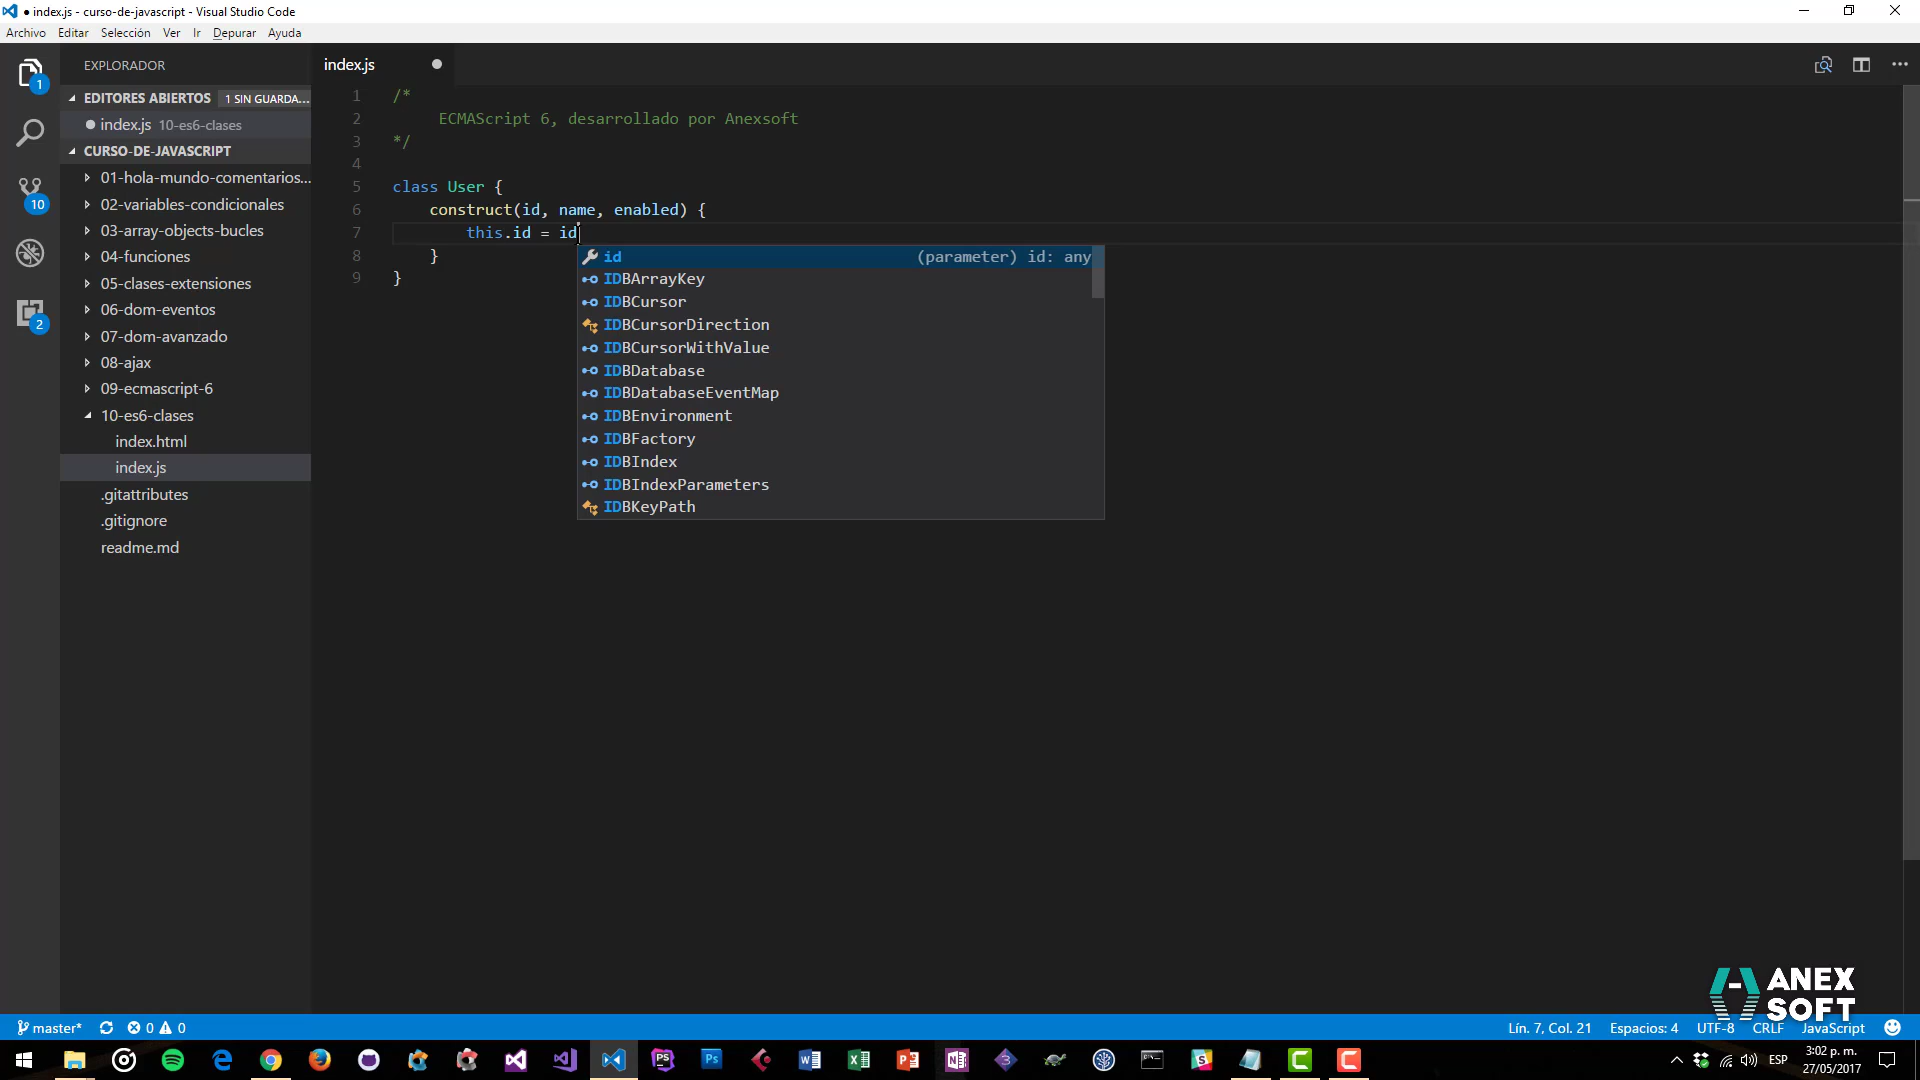 ● index.js - curso-de-javascript - Visual Studio Code
Archivo Editar Selección Ver Ir Depurar Ayuda
EXPLORADOR
EDITORES ABIERTOS 1 SIN GUARDA...
● index.js 10-es6-clases
CURSO-DE-JAVASCRIPT
01-hola-mundo-comentarios...
02-variables-condicionales
03-array-objects-bucles
04-funciones
05-clases-extensiones
06-dom-eventos
07-dom-avanzado
08-ajax
09-ecmascript-6
10-es6-clases
index.html
index.js
.gitattributes
.gitignore
readme.md
1
10
2
index.js
1 /*
2 ECMAScript 6, desarrollado por Anexsoft
3 */
4
5 class User {
6 construct(id, name, enabled) {
7 this.id = id
8 }
9 }
id (parameter) id: any
IDBArrayKey
IDBCursor
IDBCursorDirection
IDBCursorWithValue
IDBDatabase
IDBDatabaseEventMap
IDBEnvironment
IDBFactory
IDBIndex
IDBIndexParameters
IDBKeyPath
ANEX
SOFT
master* 0 0 Lín. 7, Col. 21 Espacios: 4 UTF-8 CRLF JavaScript
PS Ps 3 ESP 3:02 p. m.
27/05/2017